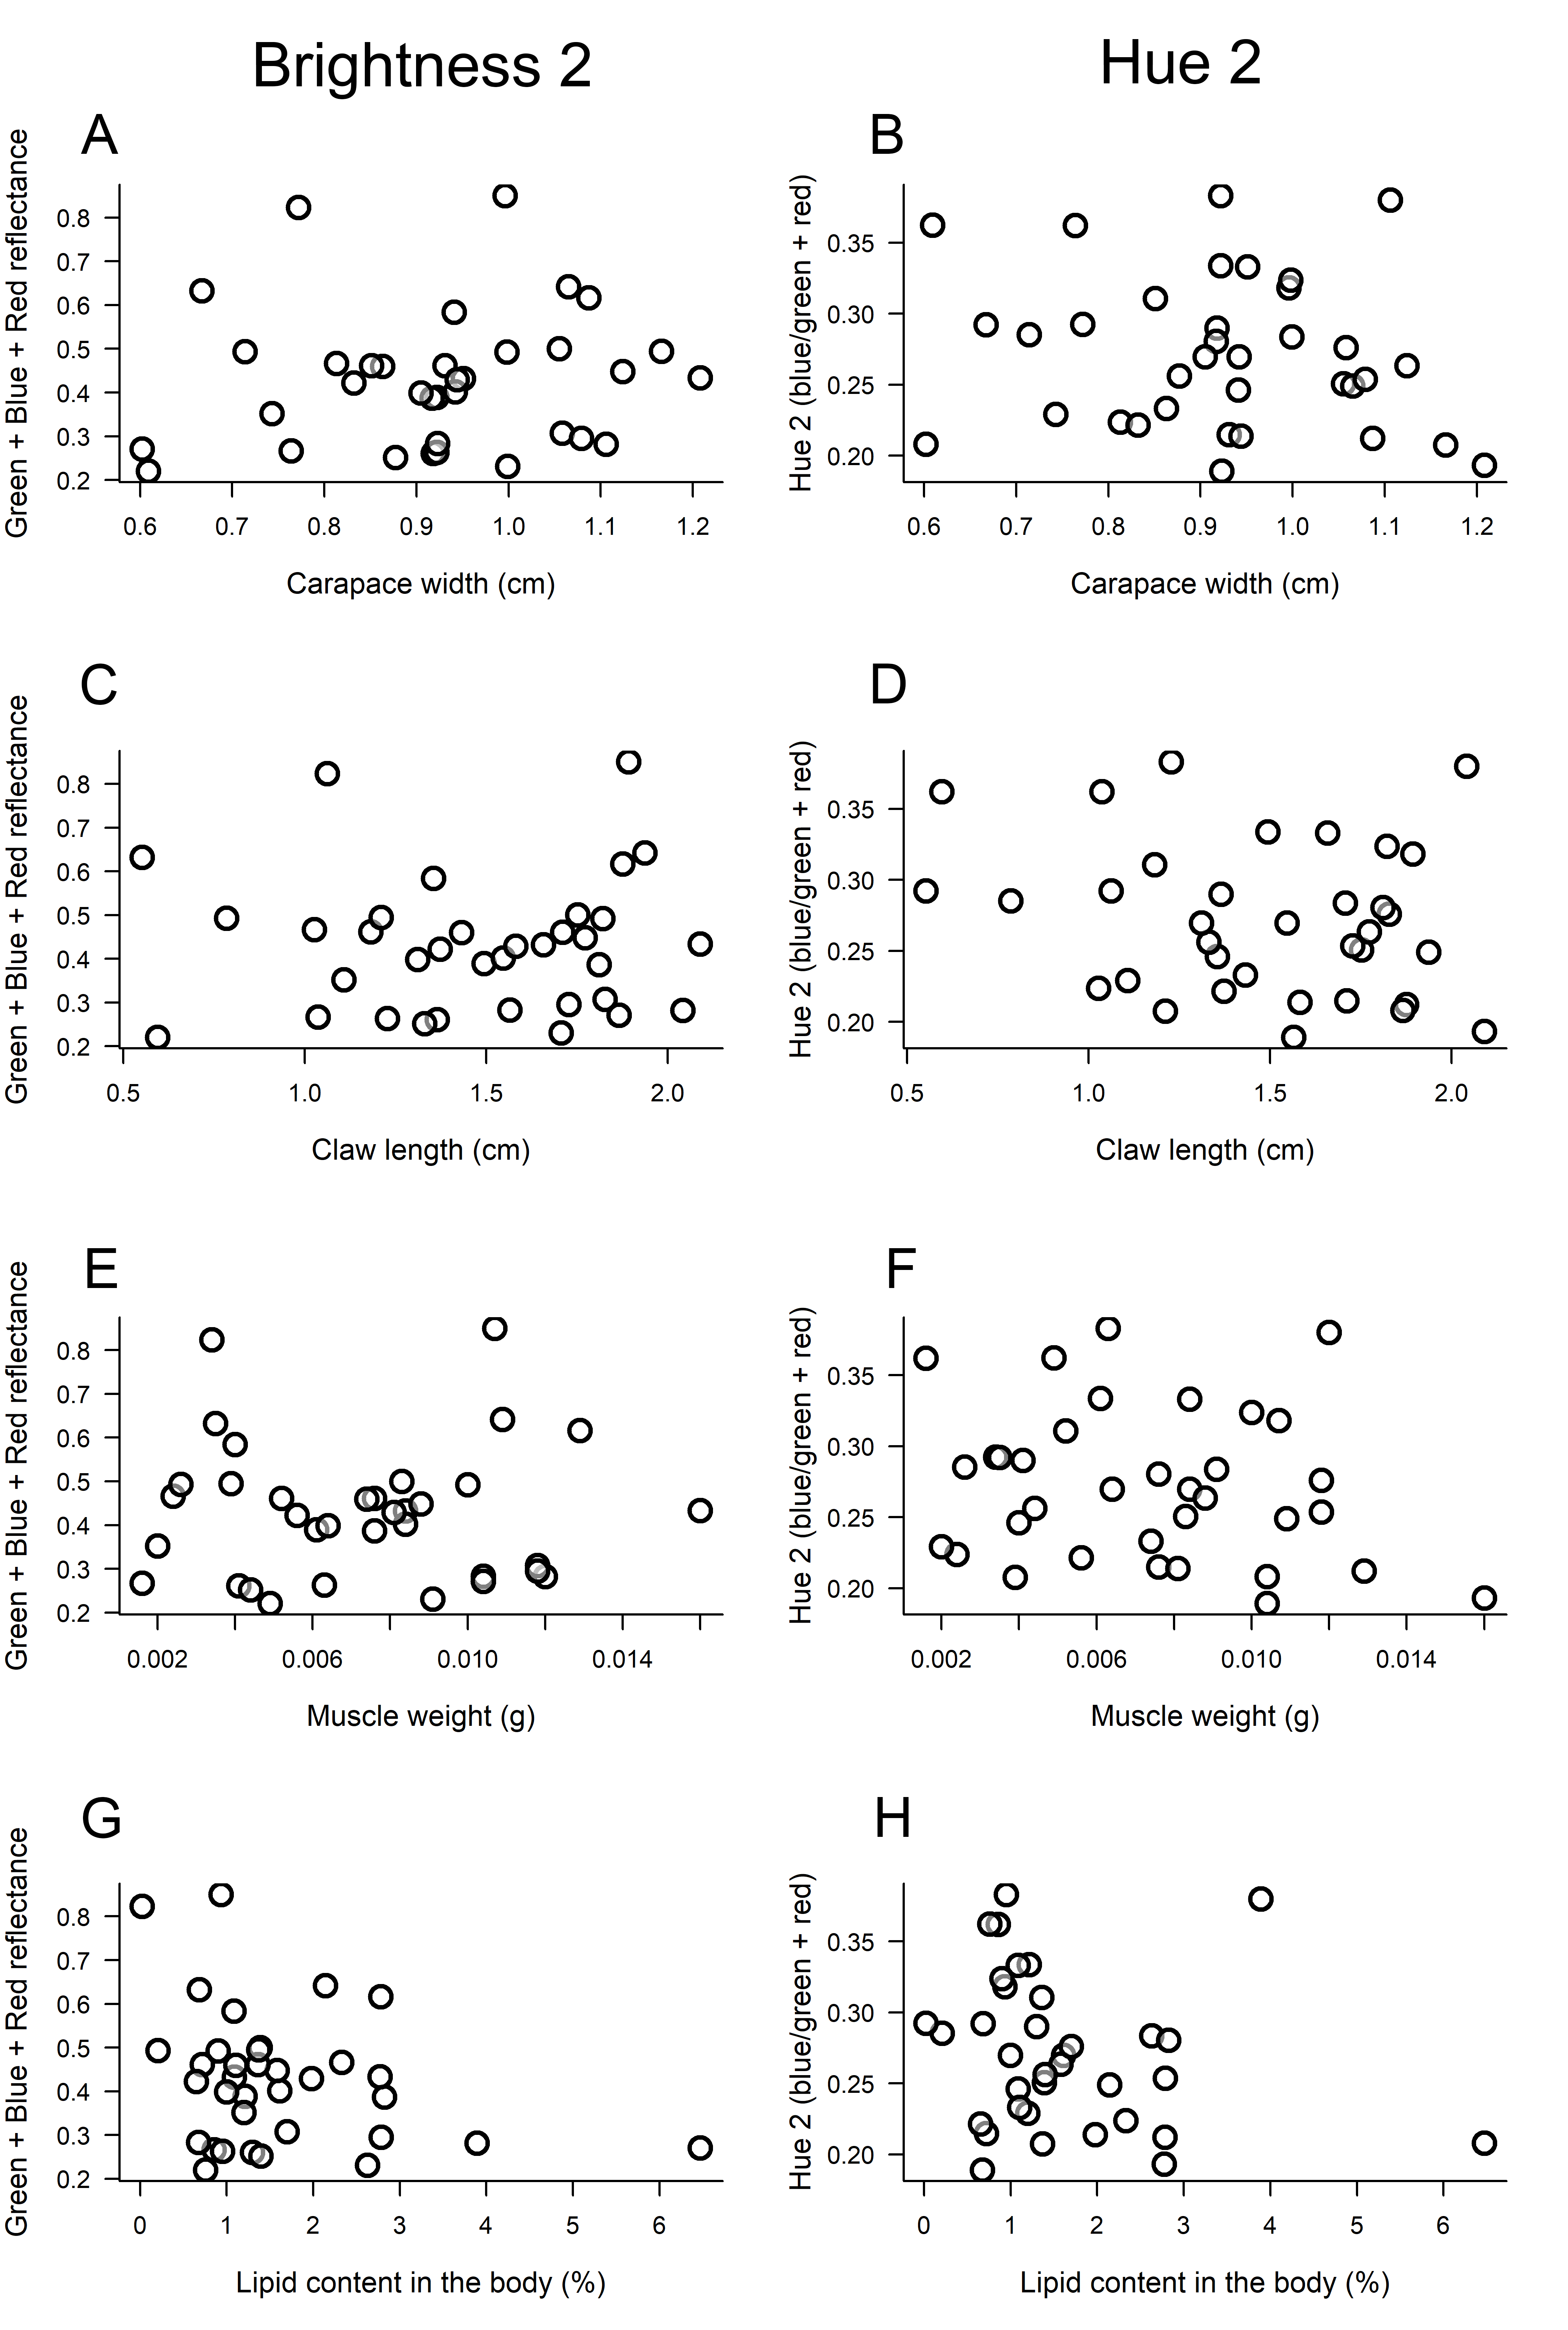 Brightness 2
Hue 2
A
B
Green + Blue + Red reflectance
0.8
0.7
0.6
0.5
0.4
0.3
0.2
0.6 0.7 0.8 0.9 1.0 1.1 1.2
Carapace width (cm)
Hue 2 (blue/green + red)
0.35
0.30
0.25
0.20
0.6 0.7 0.8 0.9 1.0 1.1 1.2
Carapace width (cm)
C
D
Green + Blue + Red reflectance
0.8
0.7
0.6
0.5
0.4
0.3
0.2
0.5 1.0 1.5 2.0
Claw length (cm)
Hue 2 (blue/green + red)
0.35
0.30
0.25
0.20
0.5 1.0 1.5 2.0
Claw length (cm)
E
F
Green + Blue + Red reflectance
0.8
0.7
0.6
0.5
0.4
0.3
0.2
0.002 0.006 0.010 0.014
Muscle weight (g)
Hue 2 (blue/green + red)
0.35
0.30
0.25
0.20
0.002 0.006 0.010 0.014
Muscle weight (g)
G
H
Green + Blue + Red reflectance
0.8
0.7
0.6
0.5
0.4
0.3
0.2
0 1 2 3 4 5 6
Lipid content in the body (%)
Hue 2 (blue/green + red)
0.35
0.30
0.25
0.20
0 1 2 3 4 5 6
Lipid content in the body (%)